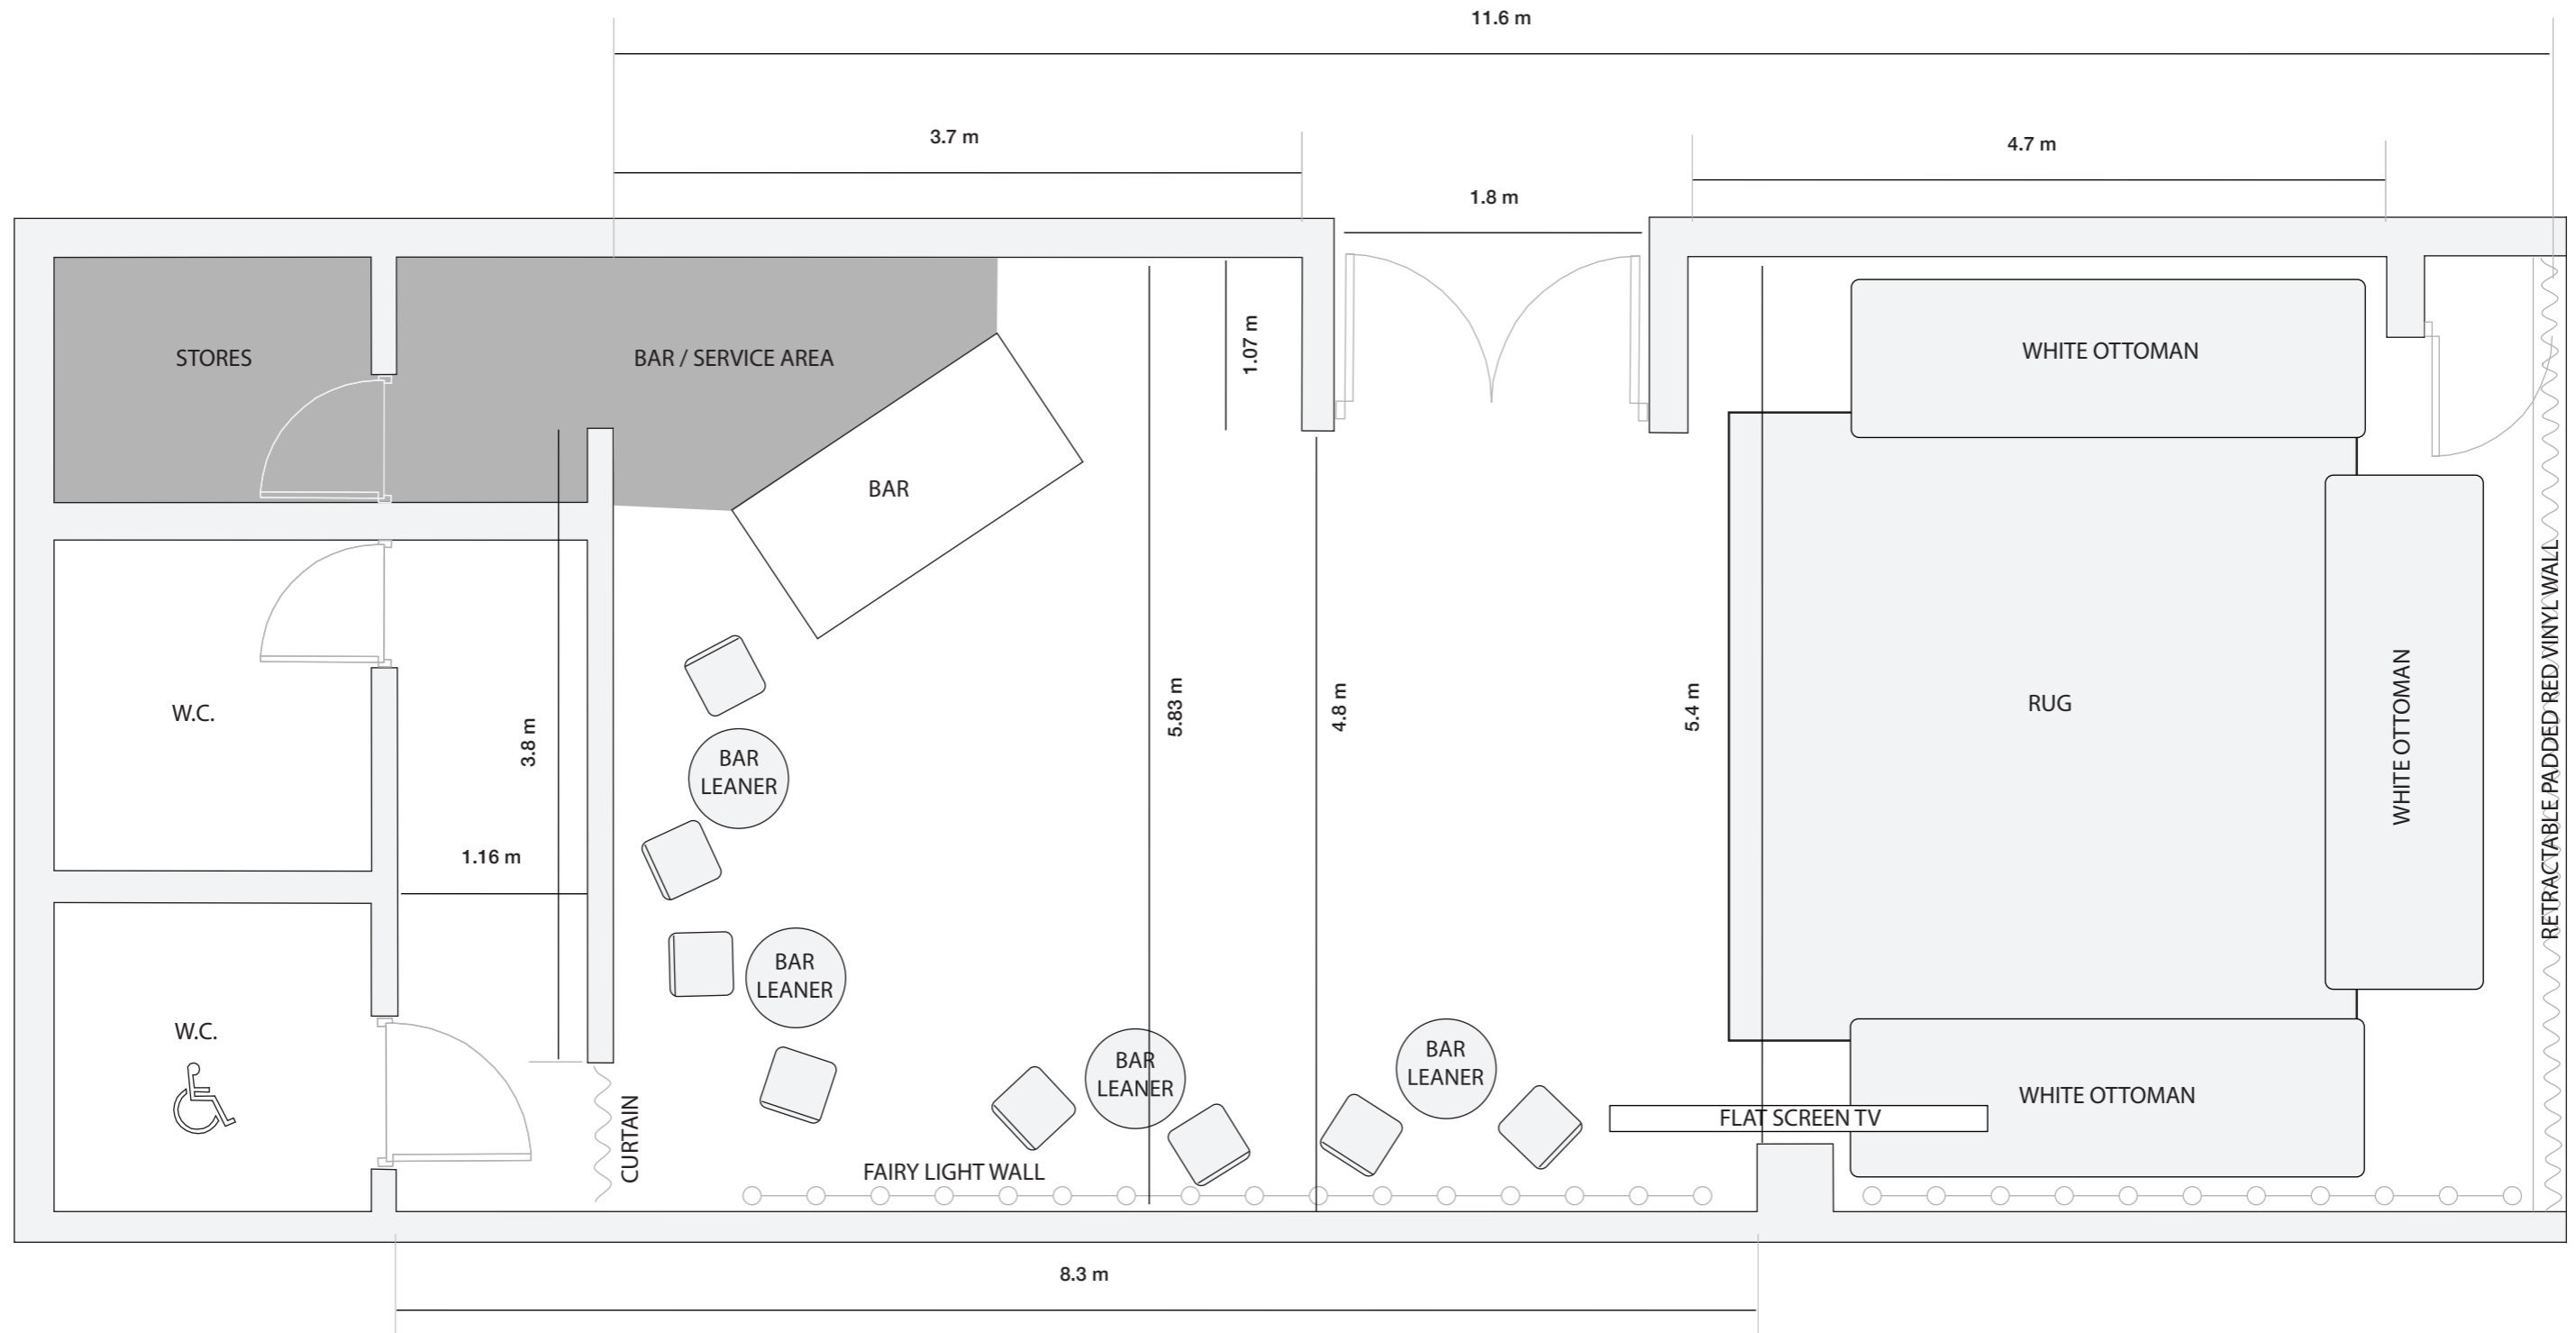 11.6 m
3.7 m
4.7 m
1.8 m
STORES
BAR / SERVICE AREA
1.07 m
WHITE OTTOMAN
BAR
W.C.
3.8 m
5.83 m
4.8 m
5.4 m
RUG
WHITE OTTOMAN
RETRACTABLE PADDED RED VINYL WALL
BAR
LEANER
1.16 m
BAR
LEANER
W.C.
BAR
LEANER
BAR
LEANER
WHITE OTTOMAN
FLAT SCREEN TV
CURTAIN
FAIRY LIGHT WALL
8.3 m